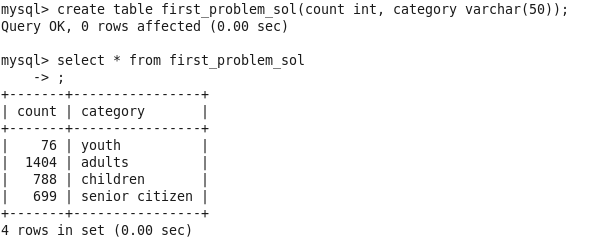 mysql> create table first_problem_sol(count int, category varchar(50));
Query OK, 0 rows affected (0.00 sec)

mysql> select * from first_problem_sol
    -> ;
+-------+----------------+
| count | category       |
+-------+----------------+
|    76 | youth          |
|  1404 | adults         |
|   788 | children       |
|   699 | senior citizen |
+-------+----------------+
4 rows in set (0.00 sec)